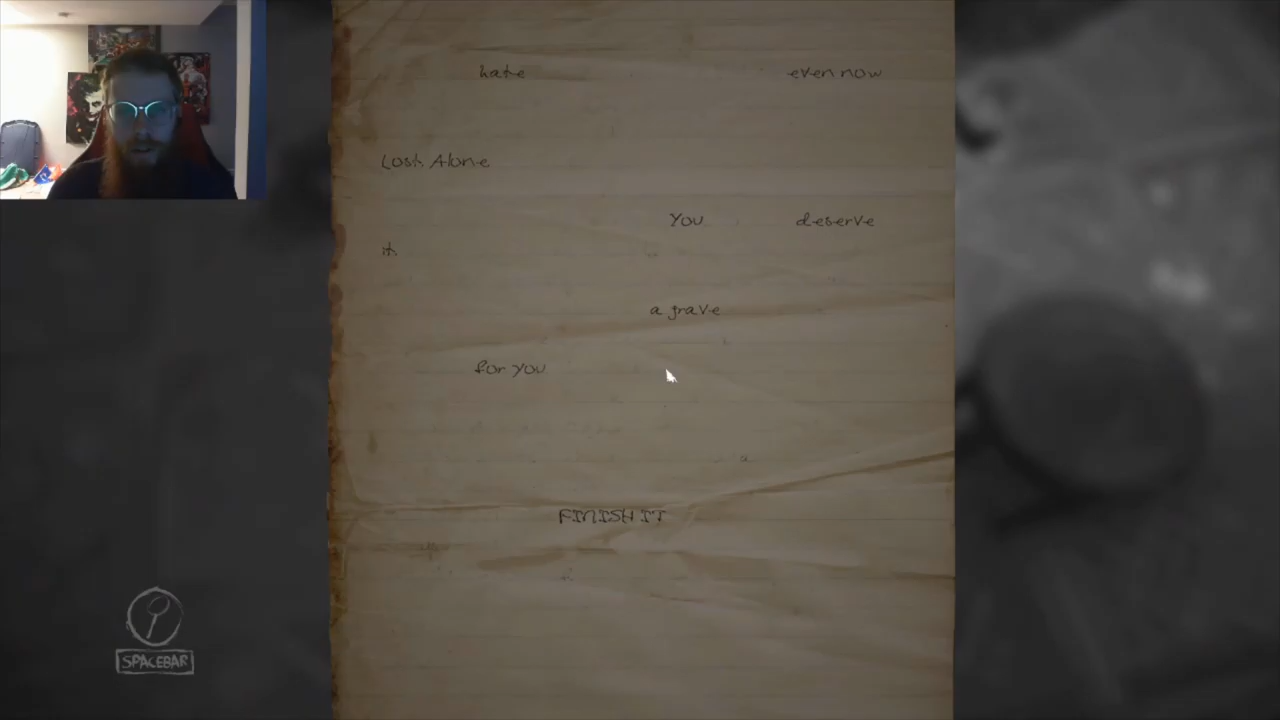 hate even now
Lost. Alone
You deserve
it.
a grave
for you
FINISH IT
SPACEBAR